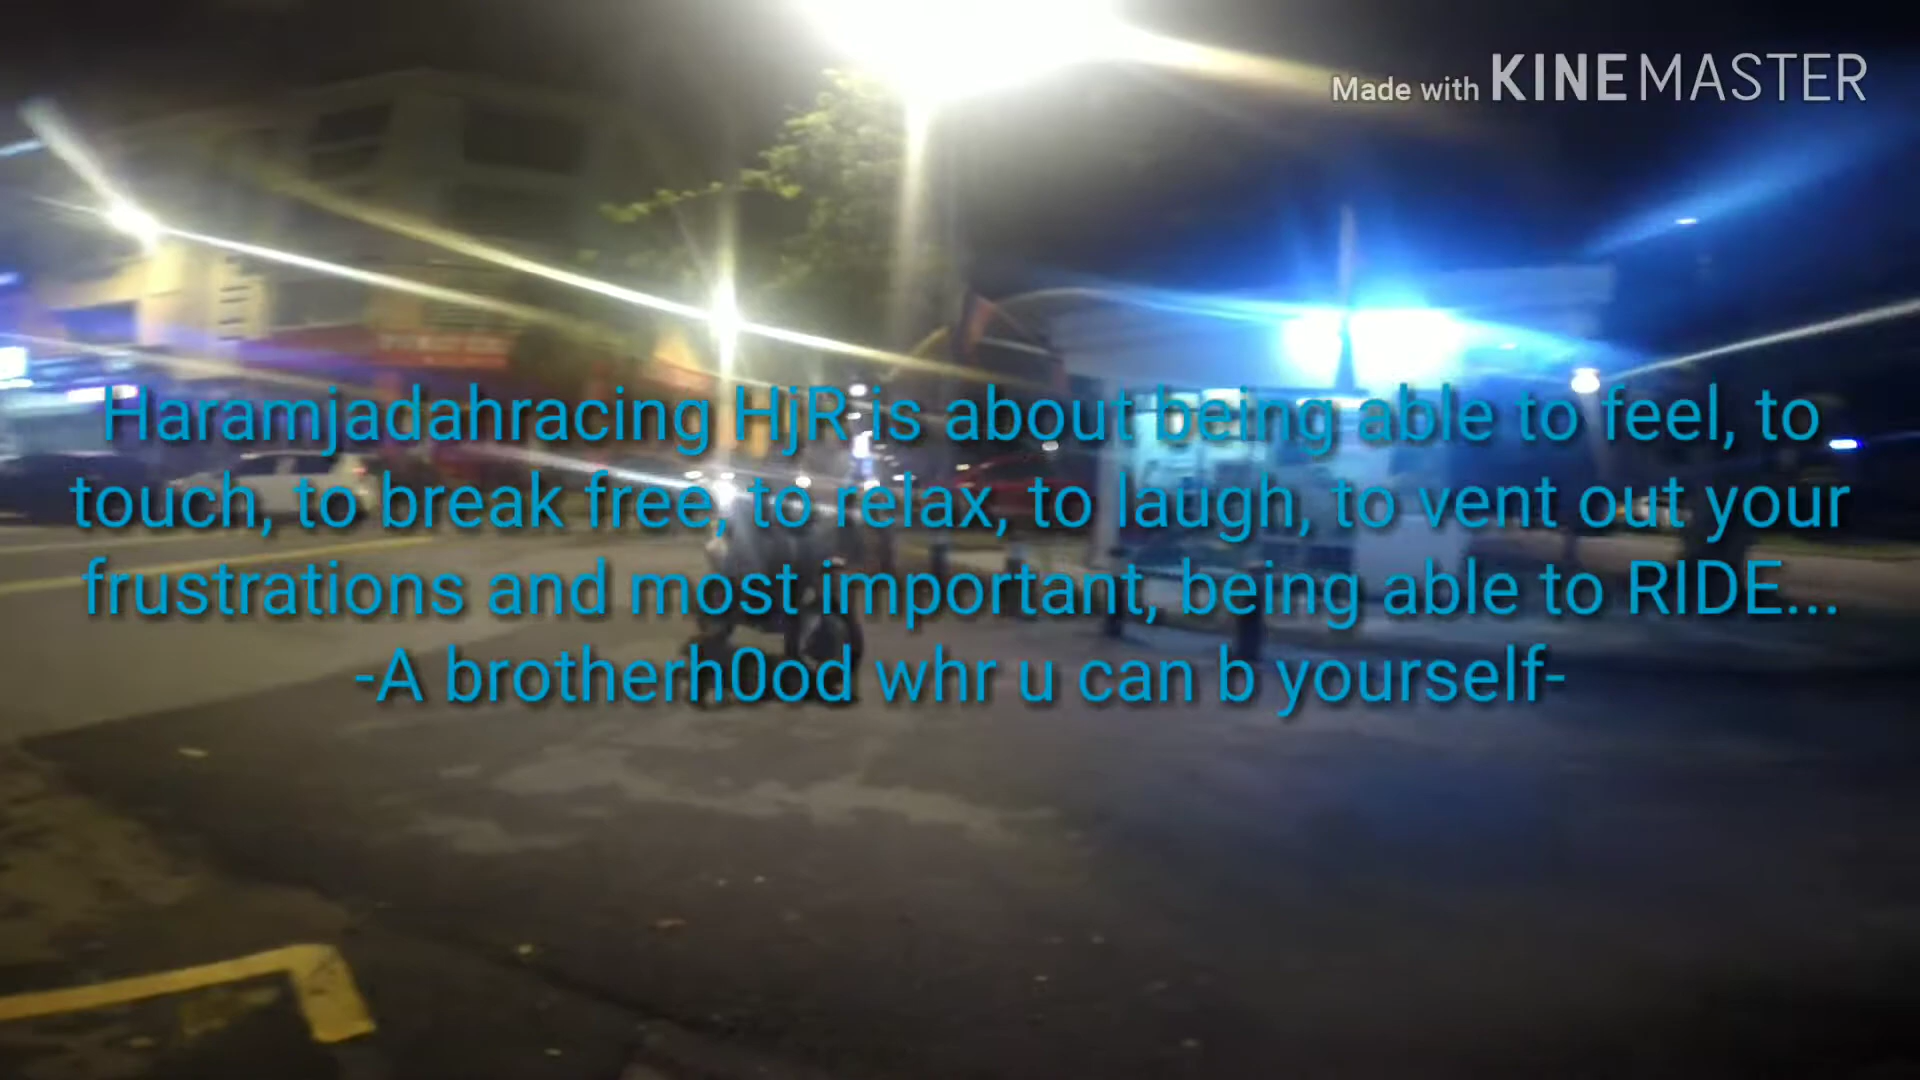 Made with KINEMASTER
Haramjadahracing HjR is about being able to feel, to
touch, to break free, to relax, to laugh, to vent out your
frustrations and most important, being able to RIDE...
-A brotherh0od whr u can b yourself-